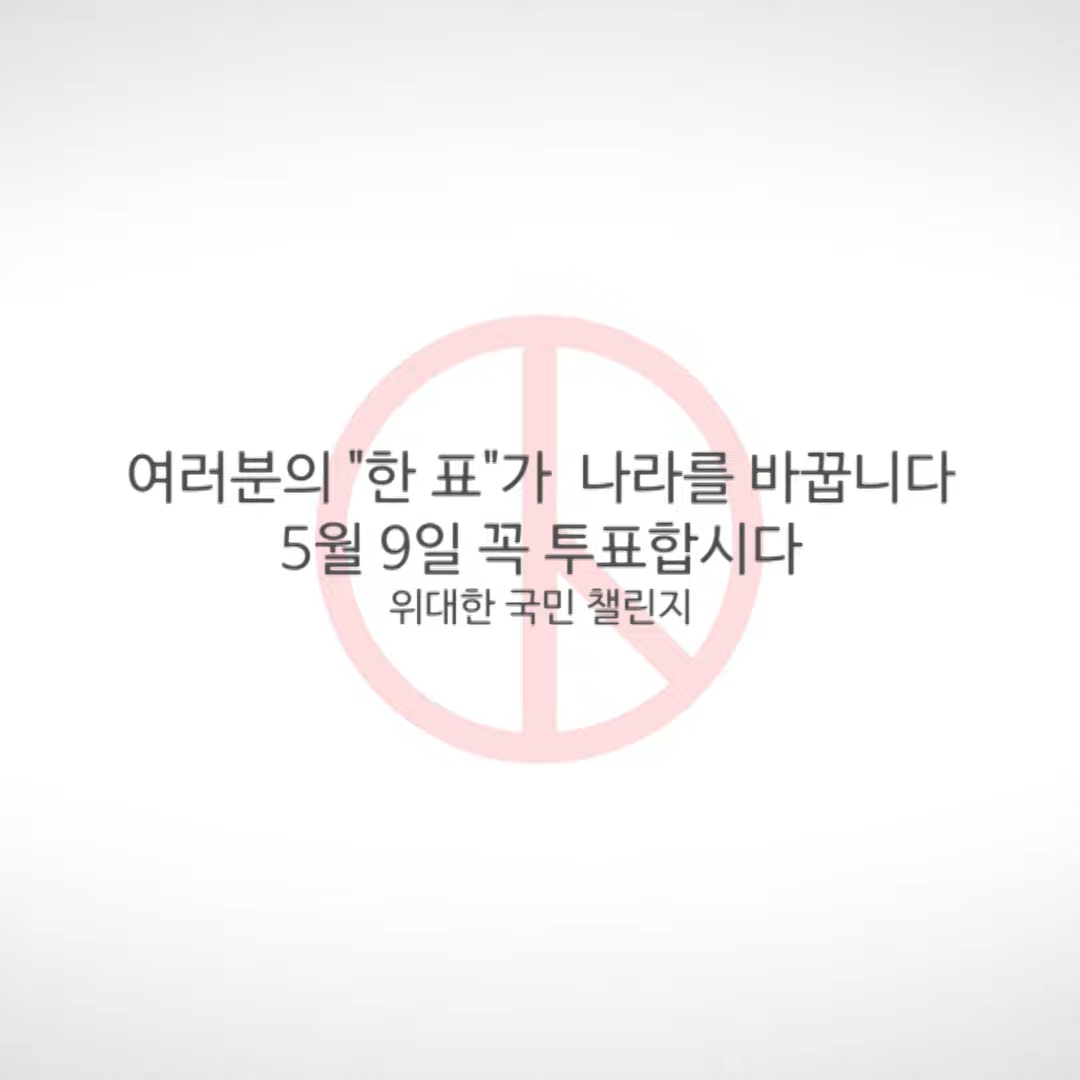 여러분의 "한 표"가 나라를 바꿉니다
5월 9일 꼭 투표합시다
위대한 국민 챌린지